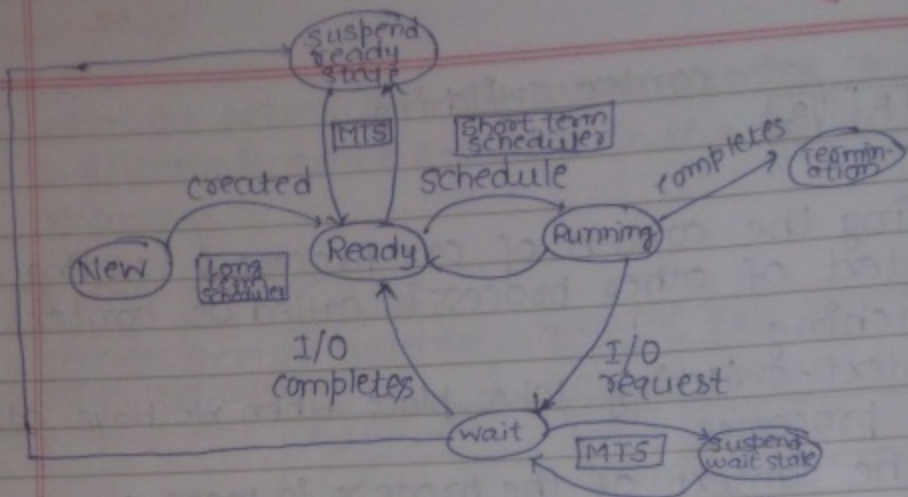 suspend
ready
state
MTS
short term
scheduler
created
schedule
completes
Termin-
ation
New
Long
term
scheduler
Ready
Running
I/O
completes
I/O
request
wait
MTS
suspend
wait state